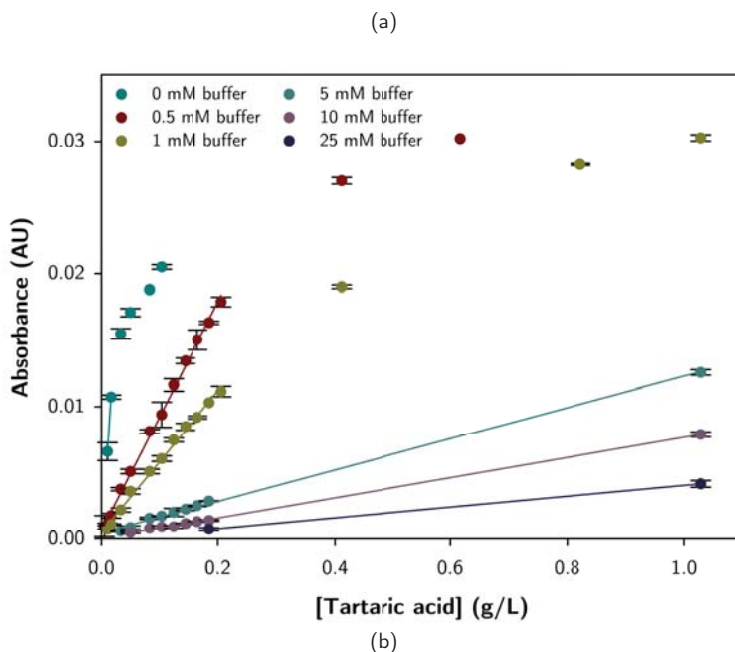 (a)
0 mM buffer 5 mM buffer
0.5 mM buffer 10 mM buffer
1 mM buffer 25 mM buffer
0.03
0.02
0.01
0.00
Absorbance (AU)
0.0 0.2 0.4 0.6 0.8 1.0
[Tartaric acid] (g/L)
(b)